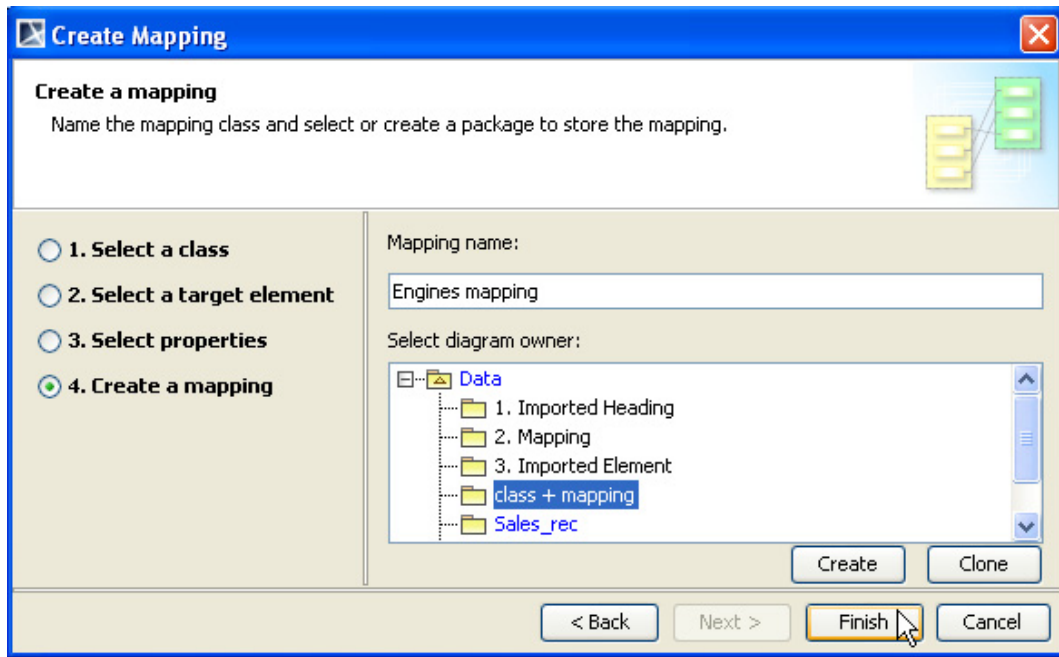 Create Mapping
Create a mapping
Name the mapping class and select or create a package to store the mapping.
1. Select a class
2. Select a target element
3. Select properties
4. Create a mapping
Mapping name:
Engines mapping
Select diagram owner:
Data
1. Imported Heading
2. Mapping
3. Imported Element
class + mapping
Sales_rec
Create Clone
< Back Next > Finish Cancel